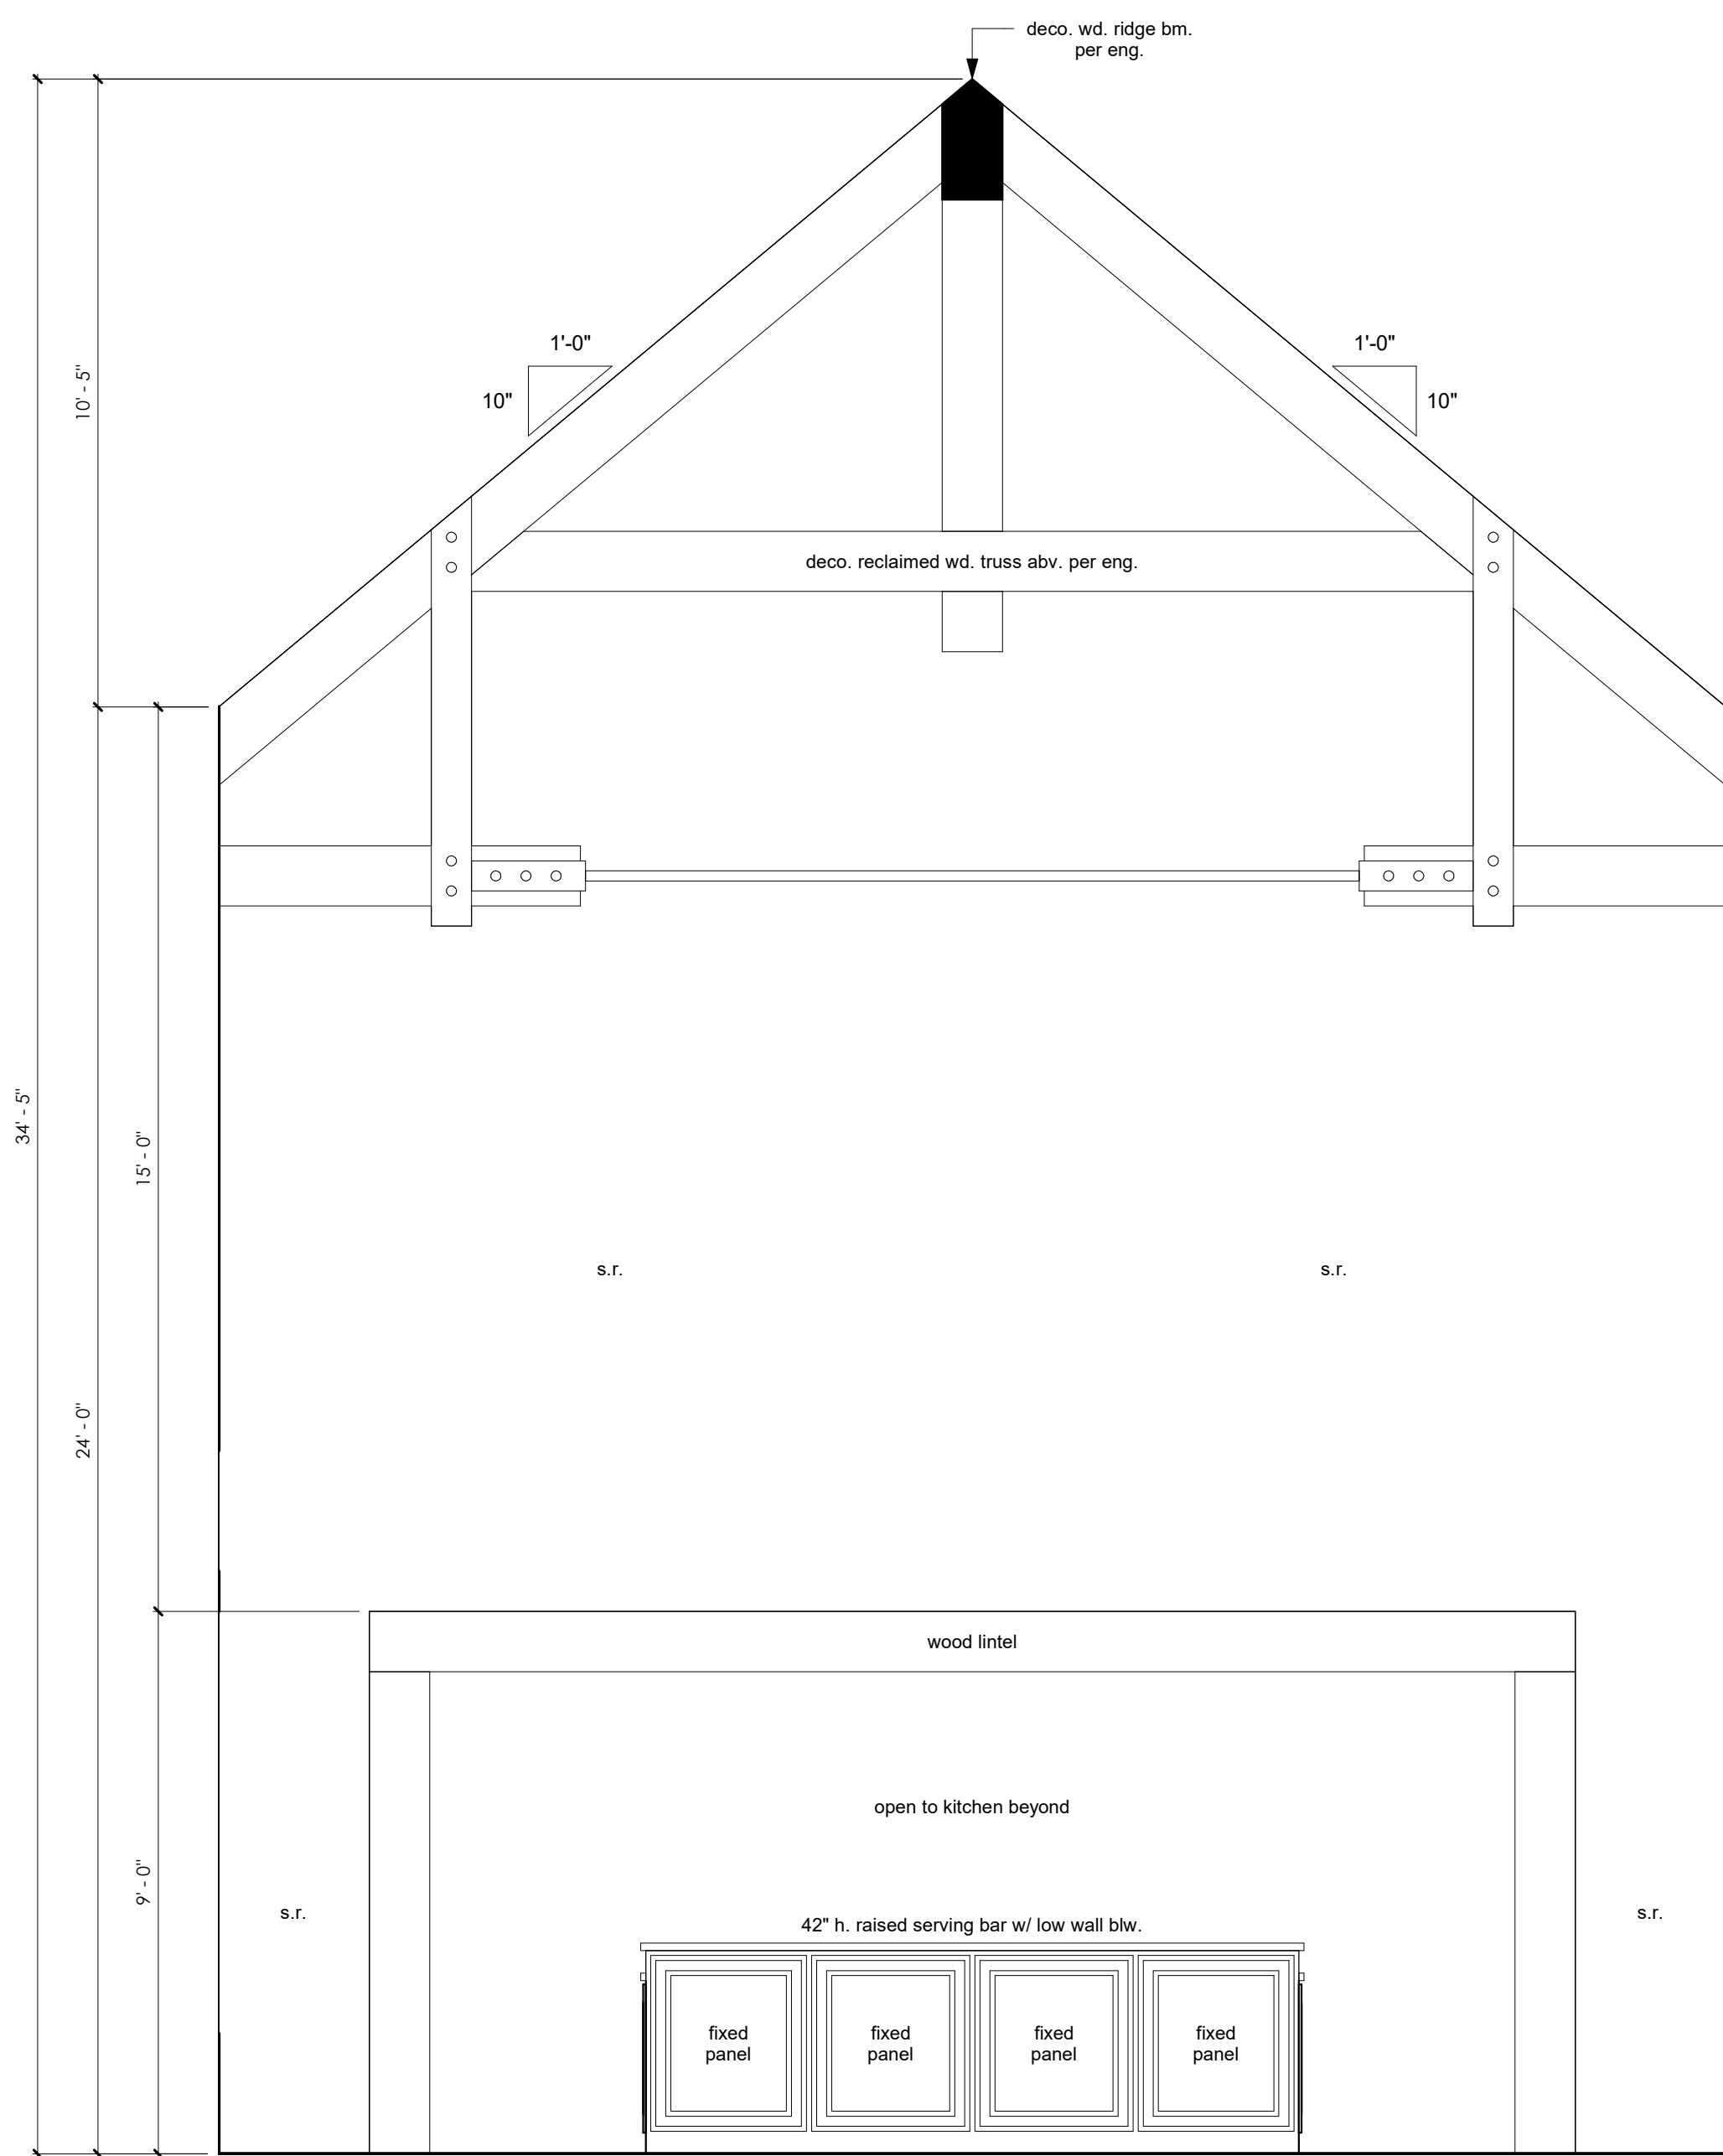 deco. wd. ridge bm.
per eng.
1'-0"
10"
1'-0"
10"
10' - 5"
deco. reclaimed wd. truss abv. per eng.
34' - 5"
15' - 0"
s.r.
s.r.
24' - 0"
wood lintel
open to kitchen beyond
9' - 0"
s.r.
s.r.
42" h. raised serving bar w/ low wall blw.
fixed
panel
fixed
panel
fixed
panel
fixed
panel